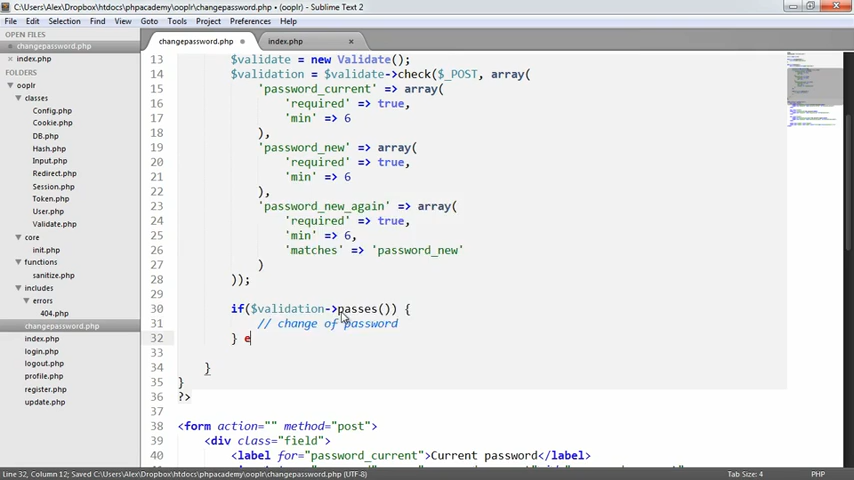 C:\Users\Alex\Dropbox\htdocs\phpacademy\ooplr\changepassword.php • (ooplr) - Sublime Text 2
File Edit Selection Find View Goto Tools Project Preferences Help
OPEN FILES
changepassword.php
index.php
FOLDERS
ooplr
classes
Config.php
Cookie.php
DB.php
Hash.php
Input.php
Redirect.php
Session.php
Token.php
User.php
Validate.php
core
init.php
functions
sanitize.php
includes
errors
404.php
changepassword.php
index.php
login.php
logout.php
profile.php
register.php
update.php
changepassword.php index.php
13 $validate = new Validate();
14 $validation = $validate->check($_POST, array(
15 'password_current' => array(
16 'required' => true,
17 'min' => 6
18 ),
19 'password_new' => array(
20 'required' => true,
21 'min' => 6
22 ),
23 'password_new_again' => array(
24 'required' => true,
25 'min' => 6,
26 'matches' => 'password_new'
27 )
28 ));
29
30 if($validation->passes()) {
31 // change of password
32 } e
33
34 }
35 }
36 ?>
37
38 <form action="" method="post">
39 <div class="field">
40 <label for="password_current">Current password</label>
Line 32, Column 12; Saved C:\Users\Alex\Dropbox\htdocs\phpacademy\ooplr\changepassword.php (UTF-8) Tab Size: 4 PHP